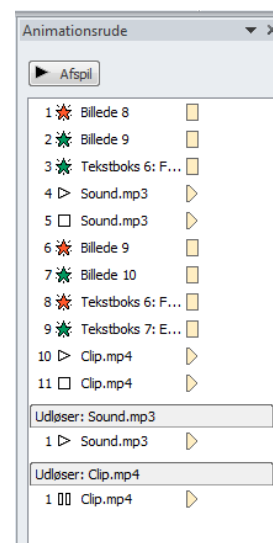 Animationsrude
Afspil
1 Billede 8
2 Billede 9
3 Tekstboks 6: F...
4 Sound.mp3
5 Sound.mp3
6 Billede 9
7 Billede 10
8 Tekstboks 6: F...
9 Tekstboks 7: E...
10 Clip.mp4
11 Clip.mp4
Udløser: Sound.mp3
1 Sound.mp3
Udløser: Clip.mp4
1 Clip.mp4